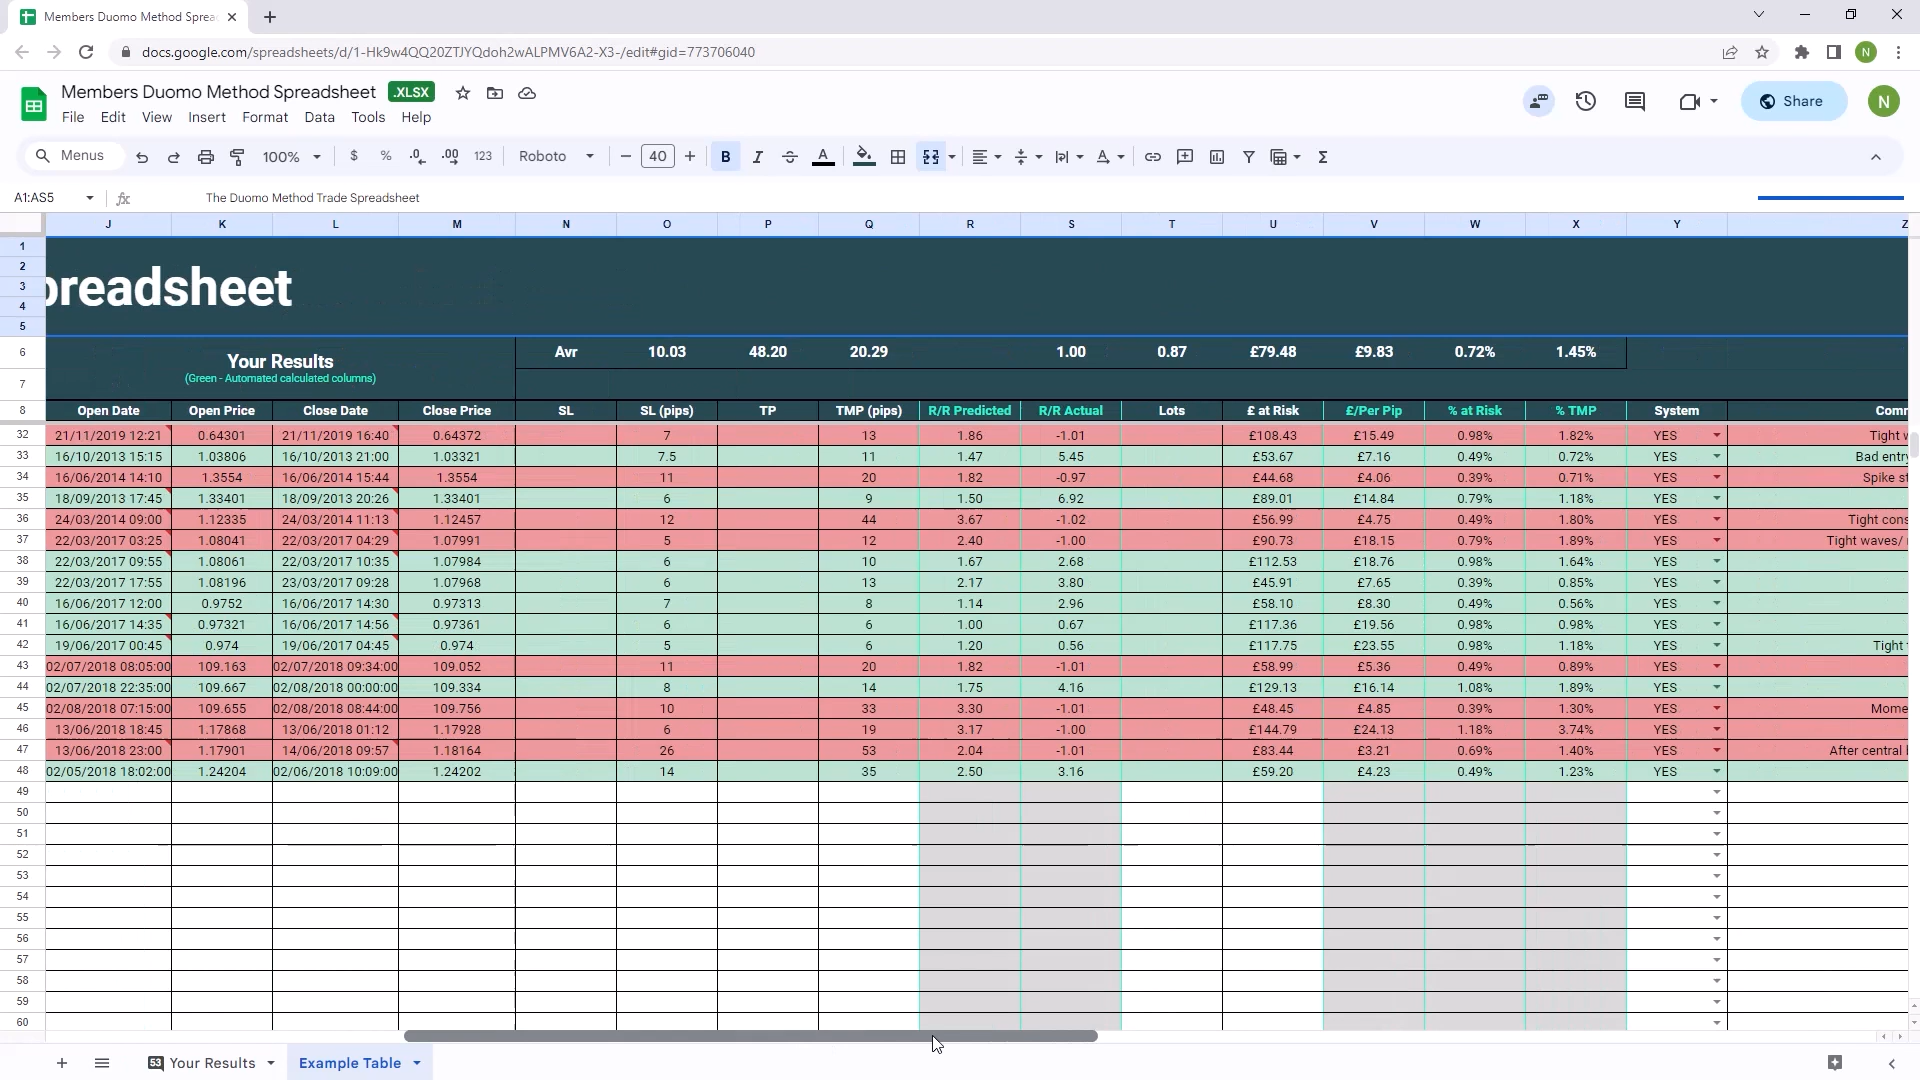 Members Duomo Method Sprea
docs.google.com/spreadsheets/d/1-Hk9w4QQ20ZTJYQdoh2wALPMV6A2-X3-/edit#gid=773706040
N
Members Duomo Method Spreadsheet .XLSX
File Edit View Insert Format Data Tools Help
Share
N
Menus 100% $ % .0 .00 123 Roboto 40 B I A
A1:AS5 fx The Duomo Method Trade Spreadsheet
J K L M N O P Q R S T U V W X Y Z
1
2
3 preadsheet
4
5
6 Your Results Avr 10.03 48.20 20.29 1.00 0.87 £79.48 £9.83 0.72% 1.45%
7 (Green - Automated calculated columns)
8 Open Date Open Price Close Date Close Price SL SL (pips) TP TMP (pips) R/R Predicted R/R Actual Lots £ at Risk £/Per Pip % at Risk % TMP System Comm
32 21/11/2019 12:21 0.64301 21/11/2019 16:40 0.64372 7 13 1.86 -1.01 £108.43 £15.49 0.98% 1.82% YES Tight w
33 16/10/2013 15:15 1.03806 16/10/2013 21:00 1.03321 7.5 11 1.47 5.45 £53.67 £7.16 0.49% 0.72% YES Bad entry
34 16/06/2014 14:10 1.3554 16/06/2014 15:44 1.3554 11 20 1.82 -0.97 £44.68 £4.06 0.39% 0.71% YES Spike st
35 18/09/2013 17:45 1.33401 18/09/2013 20:26 1.33401 6 9 1.50 6.92 £89.01 £14.84 0.79% 1.18% YES
36 24/03/2014 09:00 1.12335 24/03/2014 11:13 1.12457 12 44 3.67 -1.02 £56.99 £4.75 0.49% 1.80% YES Tight cons
37 22/03/2017 03:25 1.08041 22/03/2017 04:29 1.07991 5 12 2.40 -1.00 £90.73 £18.15 0.79% 1.89% YES Tight waves/
38 22/03/2017 09:55 1.08061 22/03/2017 10:35 1.07984 6 10 1.67 2.68 £112.53 £18.76 0.98% 1.64% YES
39 22/03/2017 17:55 1.08196 23/03/2017 09:28 1.07968 6 13 2.17 3.80 £45.91 £7.65 0.39% 0.85% YES
40 16/06/2017 12:00 0.9752 16/06/2017 14:30 0.97313 7 8 1.14 2.96 £58.10 £8.30 0.49% 0.56% YES
41 16/06/2017 14:35 0.97321 16/06/2017 14:56 0.97361 6 6 1.00 0.67 £117.36 £19.56 0.98% 0.98% YES
42 19/06/2017 00:45 0.974 19/06/2017 04:45 0.974 5 6 1.20 0.56 £117.75 £23.55 0.98% 1.18% YES Tight
43 02/07/2018 08:05:00 109.163 02/07/2018 09:34:00 109.052 11 20 1.82 -1.01 £58.99 £5.36 0.49% 0.89% YES
44 02/07/2018 22:35:00 109.667 02/08/2018 00:00:00 109.334 8 14 1.75 4.16 £129.13 £16.14 1.08% 1.89% YES
45 02/08/2018 07:15:00 109.655 02/08/2018 08:44:00 109.756 10 33 3.30 -1.01 £48.45 £4.85 0.39% 1.30% YES Mome
46 13/06/2018 18:45 1.17868 13/06/2018 01:12 1.17928 6 19 3.17 -1.00 £144.79 £24.13 1.18% 3.74% YES
47 13/06/2018 23:00 1.17901 14/06/2018 09:57 1.18164 26 53 2.04 -1.01 £83.44 £3.21 0.69% 1.40% YES After central
48 02/05/2018 18:02:00 1.24204 02/06/2018 10:09:00 1.24202 14 35 2.50 3.16 £59.20 £4.23 0.49% 1.23% YES
49
50
51
52
53
54
55
56
57
58
59
60
53 Your Results Example Table